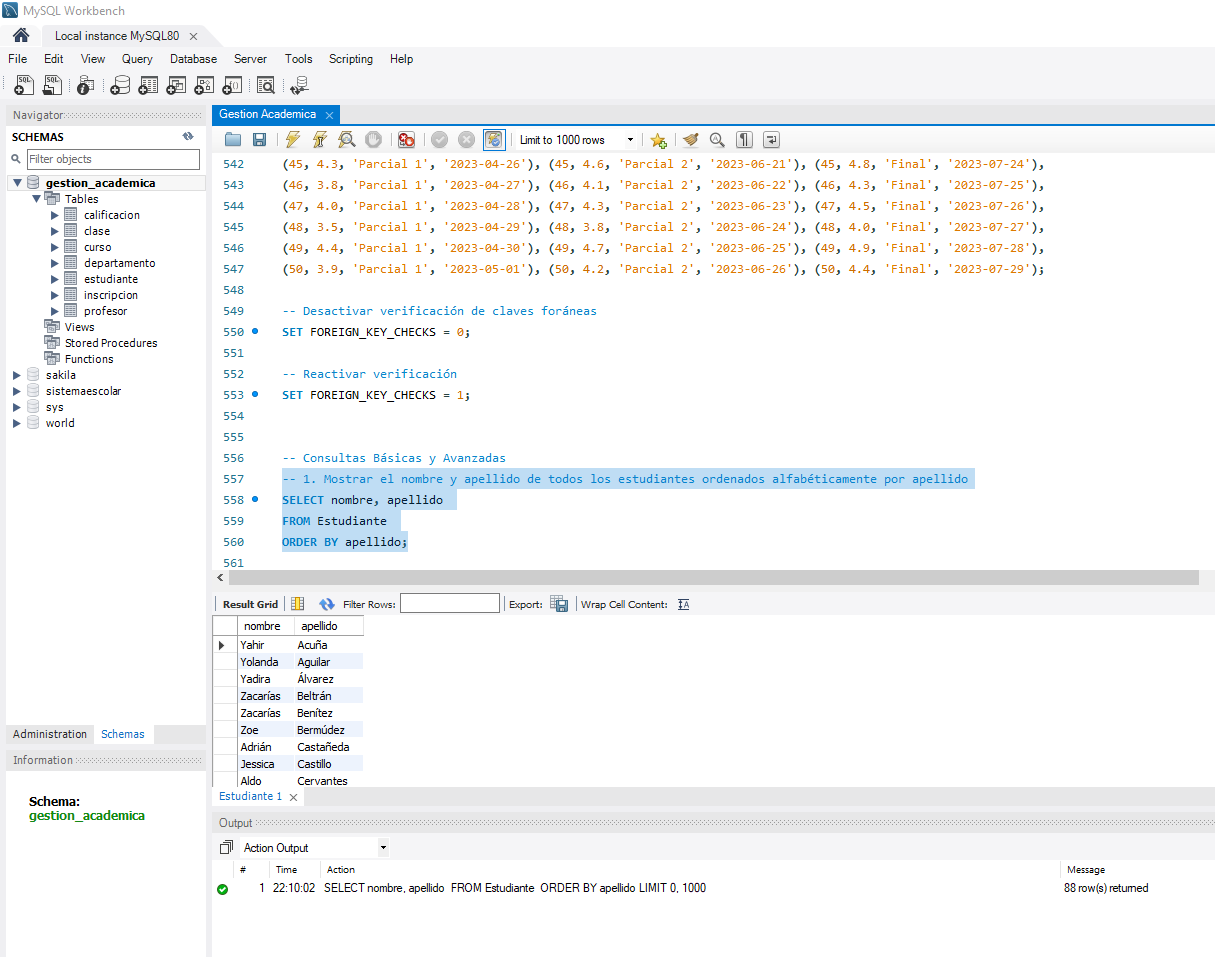 MySQL Workbench
Local instance MySQL80
File Edit View Query Database Server Tools Scripting Help
Navigator
SCHEMAS
Filter objects
gestion_academica
Tables
calificacion
clase
curso
departamento
estudiante
inscripcion
profesor
Views
Stored Procedures
Functions
sakila
sistemaescolar
sys
world
Administration Schemas
Information
Schema:
gestion_academica
Gestion Academica
Limit to 1000 rows
542 (45, 4.3, 'Parcial 1', '2023-04-26'), (45, 4.6, 'Parcial 2', '2023-06-21'), (45, 4.8, 'Final', '2023-07-24'),
543 (46, 3.8, 'Parcial 1', '2023-04-27'), (46, 4.1, 'Parcial 2', '2023-06-22'), (46, 4.3, 'Final', '2023-07-25'),
544 (47, 4.0, 'Parcial 1', '2023-04-28'), (47, 4.3, 'Parcial 2', '2023-06-23'), (47, 4.5, 'Final', '2023-07-26'),
545 (48, 3.5, 'Parcial 1', '2023-04-29'), (48, 3.8, 'Parcial 2', '2023-06-24'), (48, 4.0, 'Final', '2023-07-27'),
546 (49, 4.4, 'Parcial 1', '2023-04-30'), (49, 4.7, 'Parcial 2', '2023-06-25'), (49, 4.9, 'Final', '2023-07-28'),
547 (50, 3.9, 'Parcial 1', '2023-05-01'), (50, 4.2, 'Parcial 2', '2023-06-26'), (50, 4.4, 'Final', '2023-07-29');
548
549 -- Desactivar verificación de claves foráneas
550 SET FOREIGN_KEY_CHECKS = 0;
551
552 -- Reactivar verificación
553 SET FOREIGN_KEY_CHECKS = 1;
554
555
556 -- Consultas Básicas y Avanzadas
557 -- 1. Mostrar el nombre y apellido de todos los estudiantes ordenados alfabéticamente por apellido
558 SELECT nombre, apellido
559 FROM Estudiante
560 ORDER BY apellido;
561
Result Grid Filter Rows: Export: Wrap Cell Content:
nombre apellido
Yahir Acuña
Yolanda Aguilar
Yadira Álvarez
Zacarías Beltrán
Zacarías Benítez
Zoe Bermúdez
Adrián Castañeda
Jessica Castillo
Aldo Cervantes
Estudiante 1
Output
Action Output
# Time Action Message
1 22:10:02 SELECT nombre, apellido FROM Estudiante ORDER BY apellido LIMIT 0, 1000 88 row(s) returned